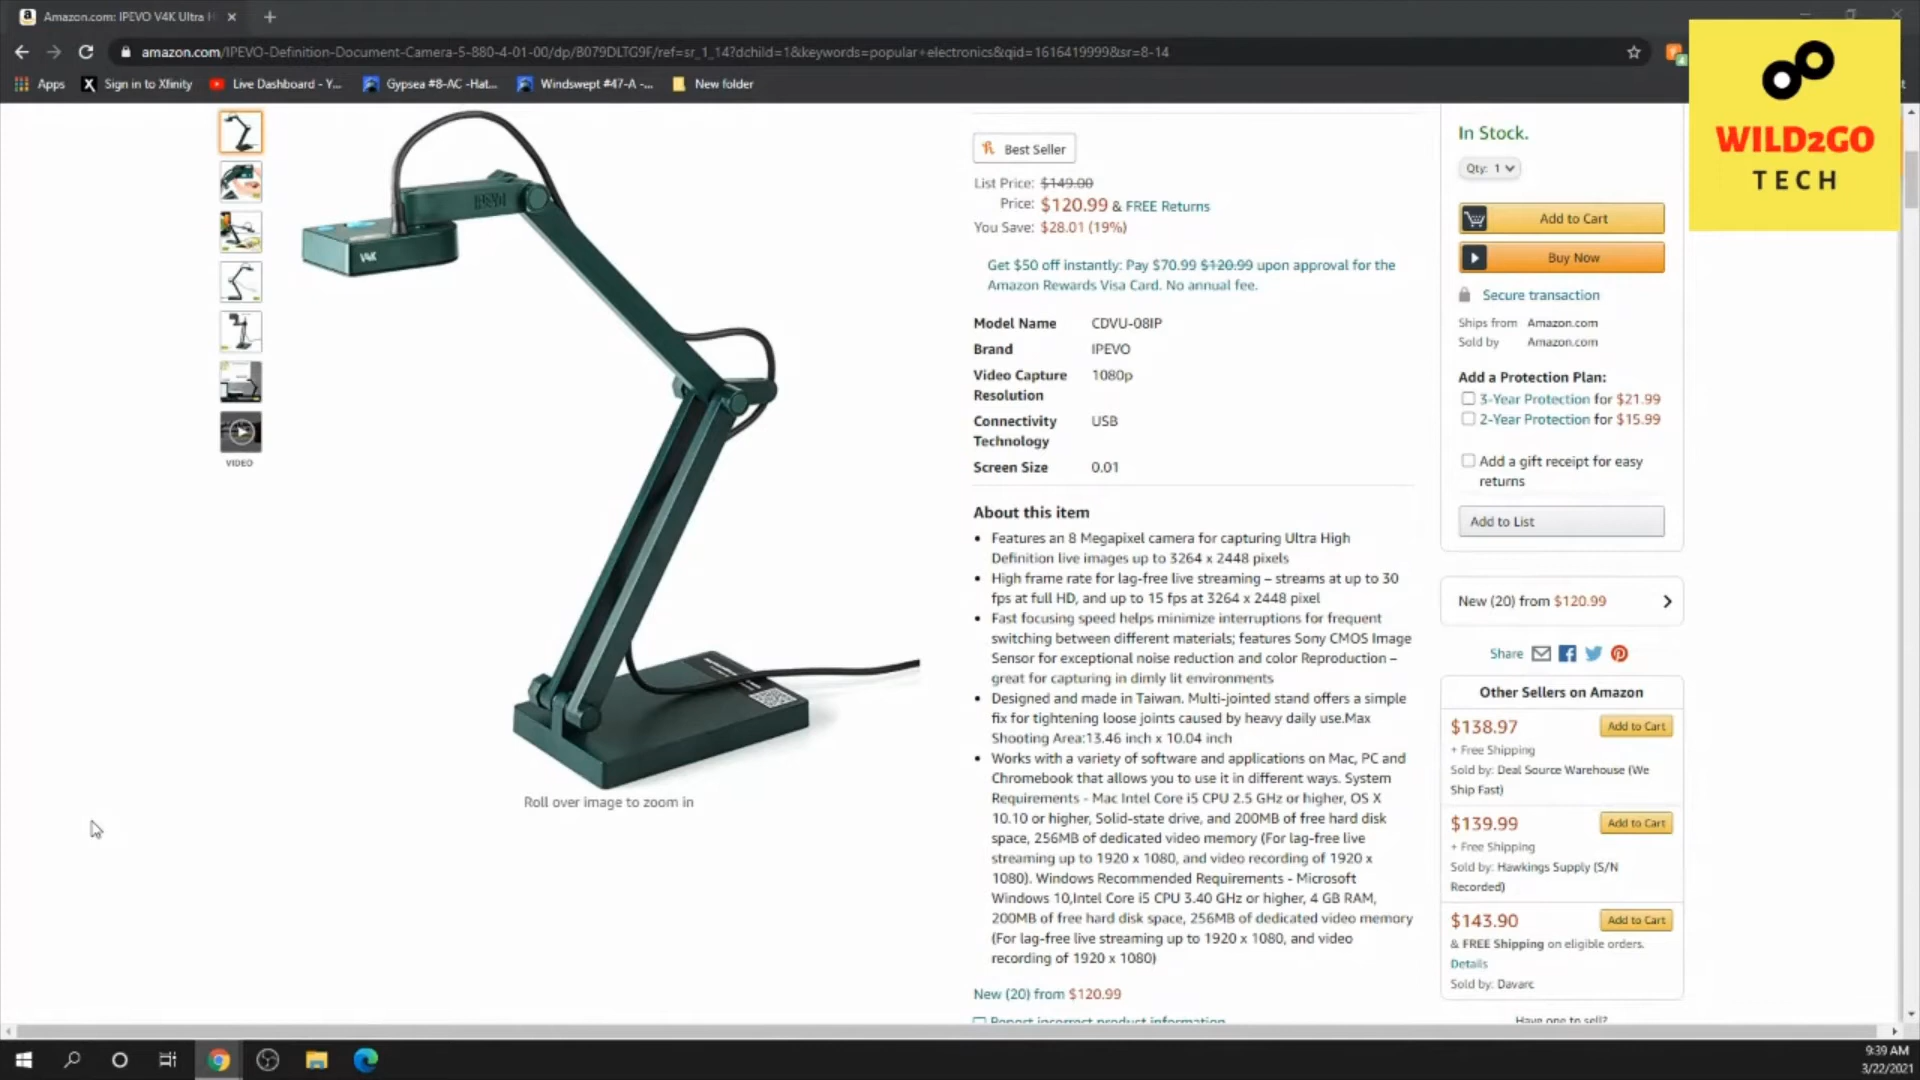 Amazon.com: IPEVO V4K Ultra H
amazon.com/IPEVO-Definition-Document-Camera-5-880-4-01-00/dp/B079DLTG9F/ref=sr_1_14?dchild=1&keywords=popular+electronics&qid=1616419999&sr=8-14
Apps
Sign in to Xfinity
Live Dashboard - Y...
Gypsea #8-AC -Hat...
Windswept #47-A -...
New folder
WILD2GO
TECH
VIDEO
IPEVO
V4K
Roll over image to zoom in
Best Seller
List Price: $149.00
Price: $120.99 & FREE Returns
You Save: $28.01 (19%)
Get $50 off instantly: Pay $70.99 $120.99 upon approval for the
Amazon Rewards Visa Card. No annual fee.
Model Name CDVU-08IP
Brand IPEVO
Video Capture 1080p
Resolution
Connectivity USB
Technology
Screen Size 0.01
About this item
• Features an 8 Megapixel camera for capturing Ultra High
Definition live images up to 3264 x 2448 pixels
• High frame rate for lag-free live streaming – streams at up to 30
fps at full HD, and up to 15 fps at 3264 x 2448 pixel
• Fast focusing speed helps minimize interruptions for frequent
switching between different materials; features Sony CMOS Image
Sensor for exceptional noise reduction and color Reproduction –
great for capturing in dimly lit environments
• Designed and made in Taiwan. Multi-jointed stand offers a simple
fix for tightening loose joints caused by heavy daily use.Max
Shooting Area:13.46 inch x 10.04 inch
• Works with a variety of software and applications on Mac, PC and
Chromebook that allows you to use it in different ways. System
Requirements - Mac Intel Core i5 CPU 2.5 GHz or higher, OS X
10.10 or higher, Solid-state drive, and 200MB of free hard disk
space, 256MB of dedicated video memory (For lag-free live
streaming up to 1920 x 1080, and video recording of 1920 x
1080). Windows Recommended Requirements - Microsoft
Windows 10,Intel Core i5 CPU 3.40 GHz or higher, 4 GB RAM,
200MB of free hard disk space, 256MB of dedicated video memory
(For lag-free live streaming up to 1920 x 1080, and video
recording of 1920 x 1080)
New (20) from $120.99
Report incorrect product information
In Stock.
Qty: 1
Add to Cart
Buy Now
Secure transaction
Ships from Amazon.com
Sold by Amazon.com
Add a Protection Plan:
3-Year Protection for $21.99
2-Year Protection for $15.99
Add a gift receipt for easy
returns
Add to List
New (20) from $120.99
Share
Other Sellers on Amazon
$138.97 Add to Cart
+ Free Shipping
Sold by: Deal Source Warehouse (We
Ship Fast)
$139.99 Add to Cart
+ Free Shipping
Sold by: Hawkings Supply (S/N
Recorded)
$143.90 Add to Cart
& FREE Shipping on eligible orders.
Details
Sold by: Davarc
Have one to sell?
9:39 AM
3/22/2021